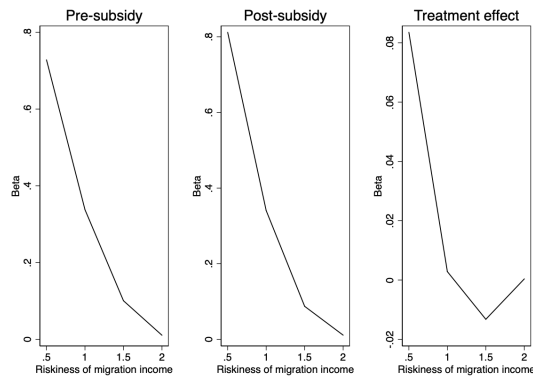 Pre-subsidy
Beta
0 .2 .4 .6 .8
.5 1 1.5 2
Riskiness of migration income
Post-subsidy
Beta
0 .2 .4 .6 .8
.5 1 1.5 2
Riskiness of migration income
Treatment effect
Beta
-.02 0 .02 .04 .06 .08
.5 1 1.5 2
Riskiness of migration income